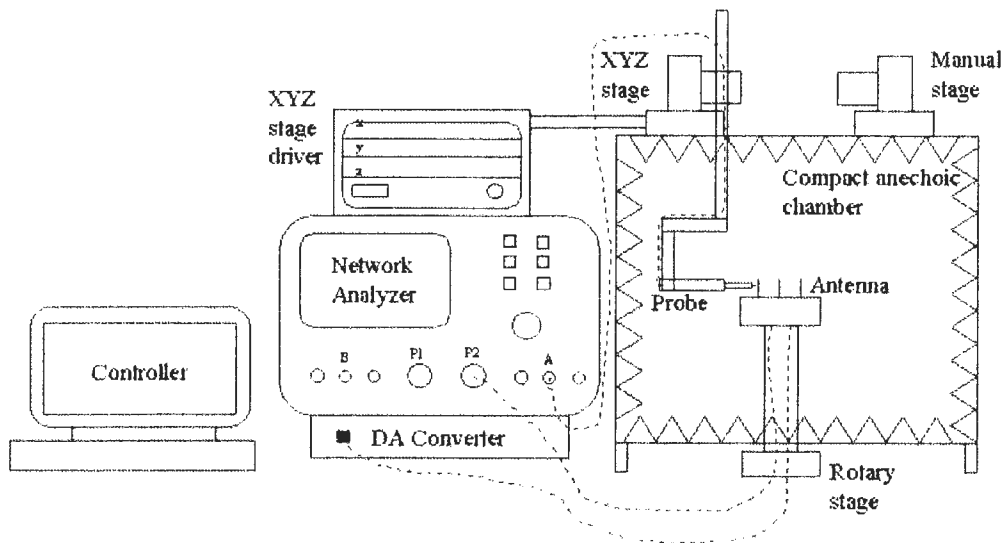 XYZ
stage
driver
x
y
z
XYZ
stage
Manual
stage
Compact anechoic
chamber
Network
Analyzer
Probe
Antenna
B
P1
P2
A
Controller
DA Converter
Rotary
stage